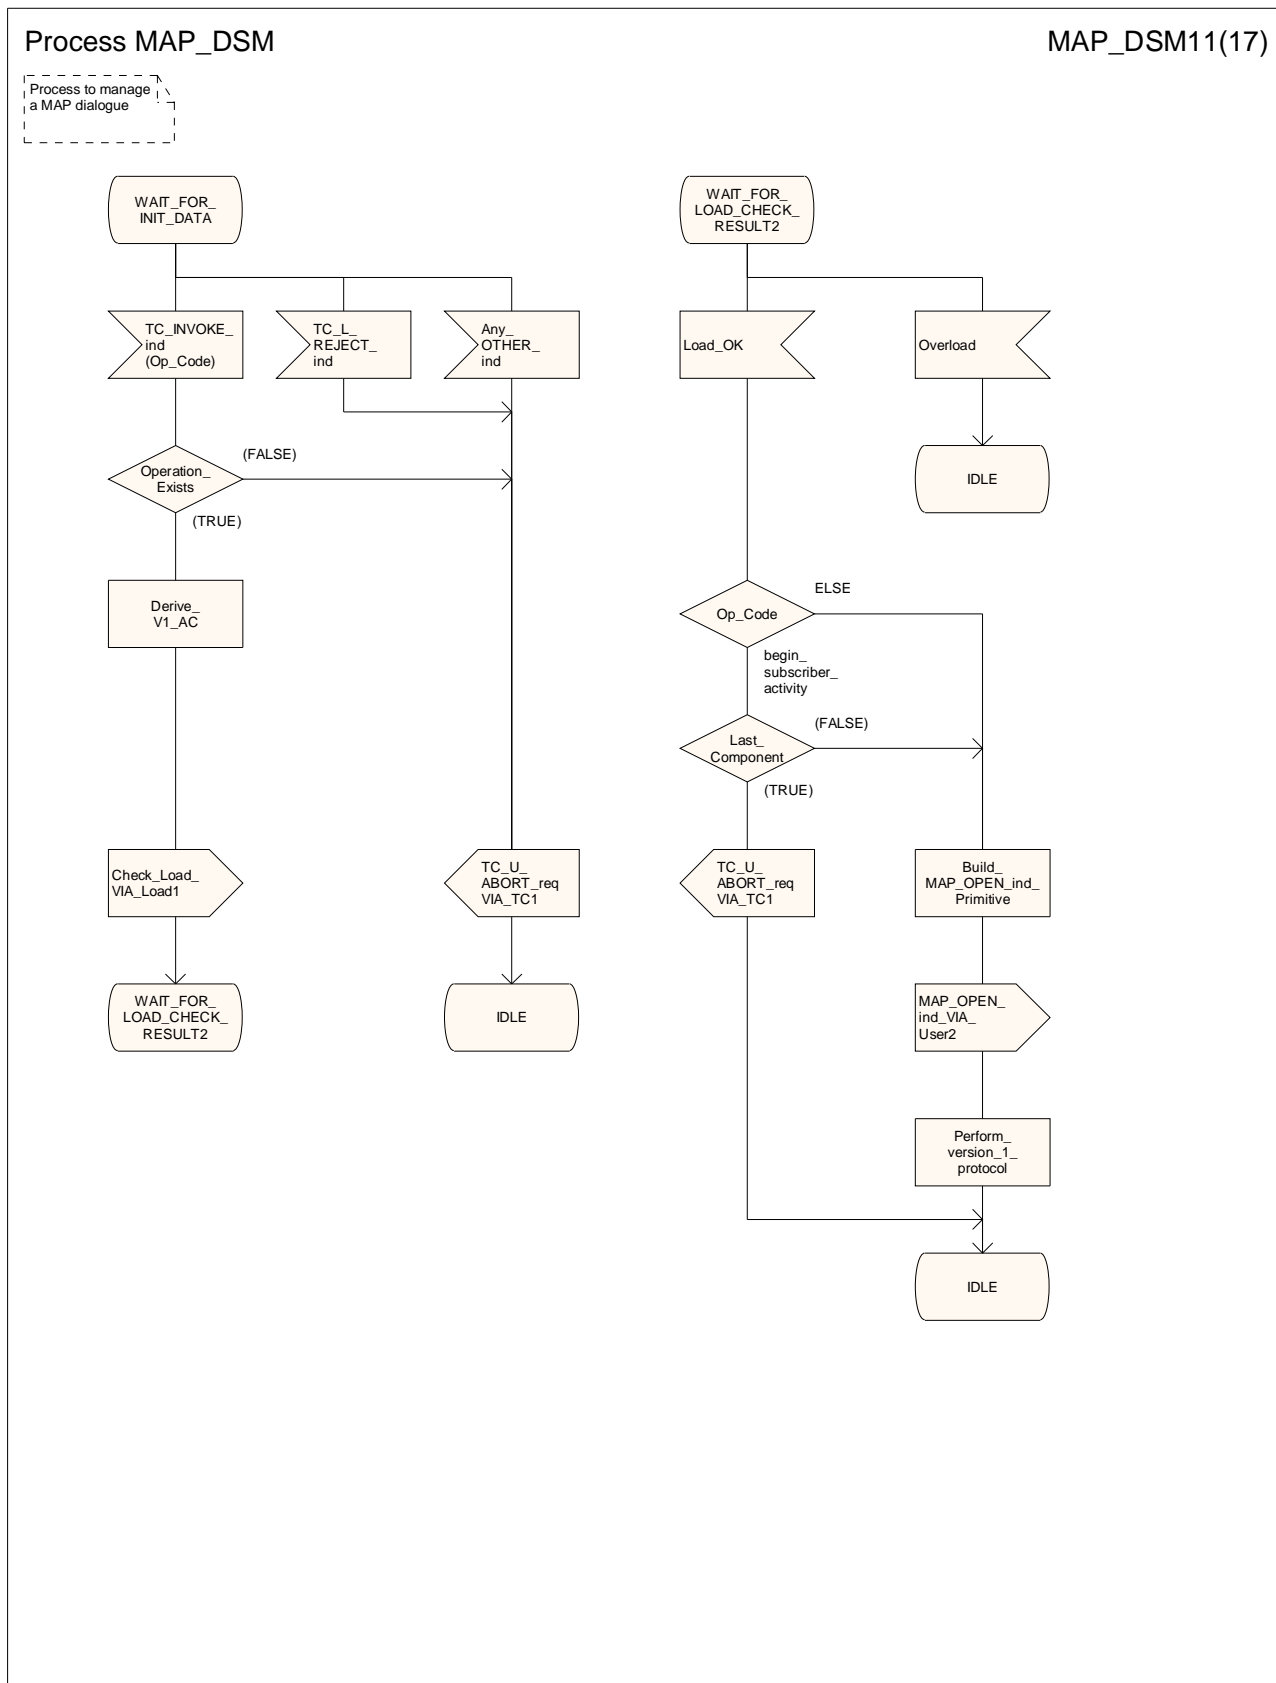 Process MAP_DSM
MAP_DSM11(17)
Process to manage
a MAP dialogue
WAIT_FOR_
INIT_DATA
TC_INVOKE_
ind
(Op_Code)
TC_L_
REJECT_
ind
Any_
OTHER_
ind
(FALSE)
Operation_
Exists
(TRUE)
Derive_
V1_AC
Check_Load_
VIA_Load1
TC_U_
ABORT_req
VIA_TC1
WAIT_FOR_
LOAD_CHECK_
RESULT2
IDLE
WAIT_FOR_
LOAD_CHECK_
RESULT2
Load_OK
Overload
IDLE
ELSE
Op_Code
begin_
subscriber_
activity
(FALSE)
Last_
Component
(TRUE)
TC_U_
ABORT_req
VIA_TC1
Build_
MAP_OPEN_ind_
Primitive
MAP_OPEN_
ind_VIA_
User2
Perform_
version_1_
protocol
IDLE